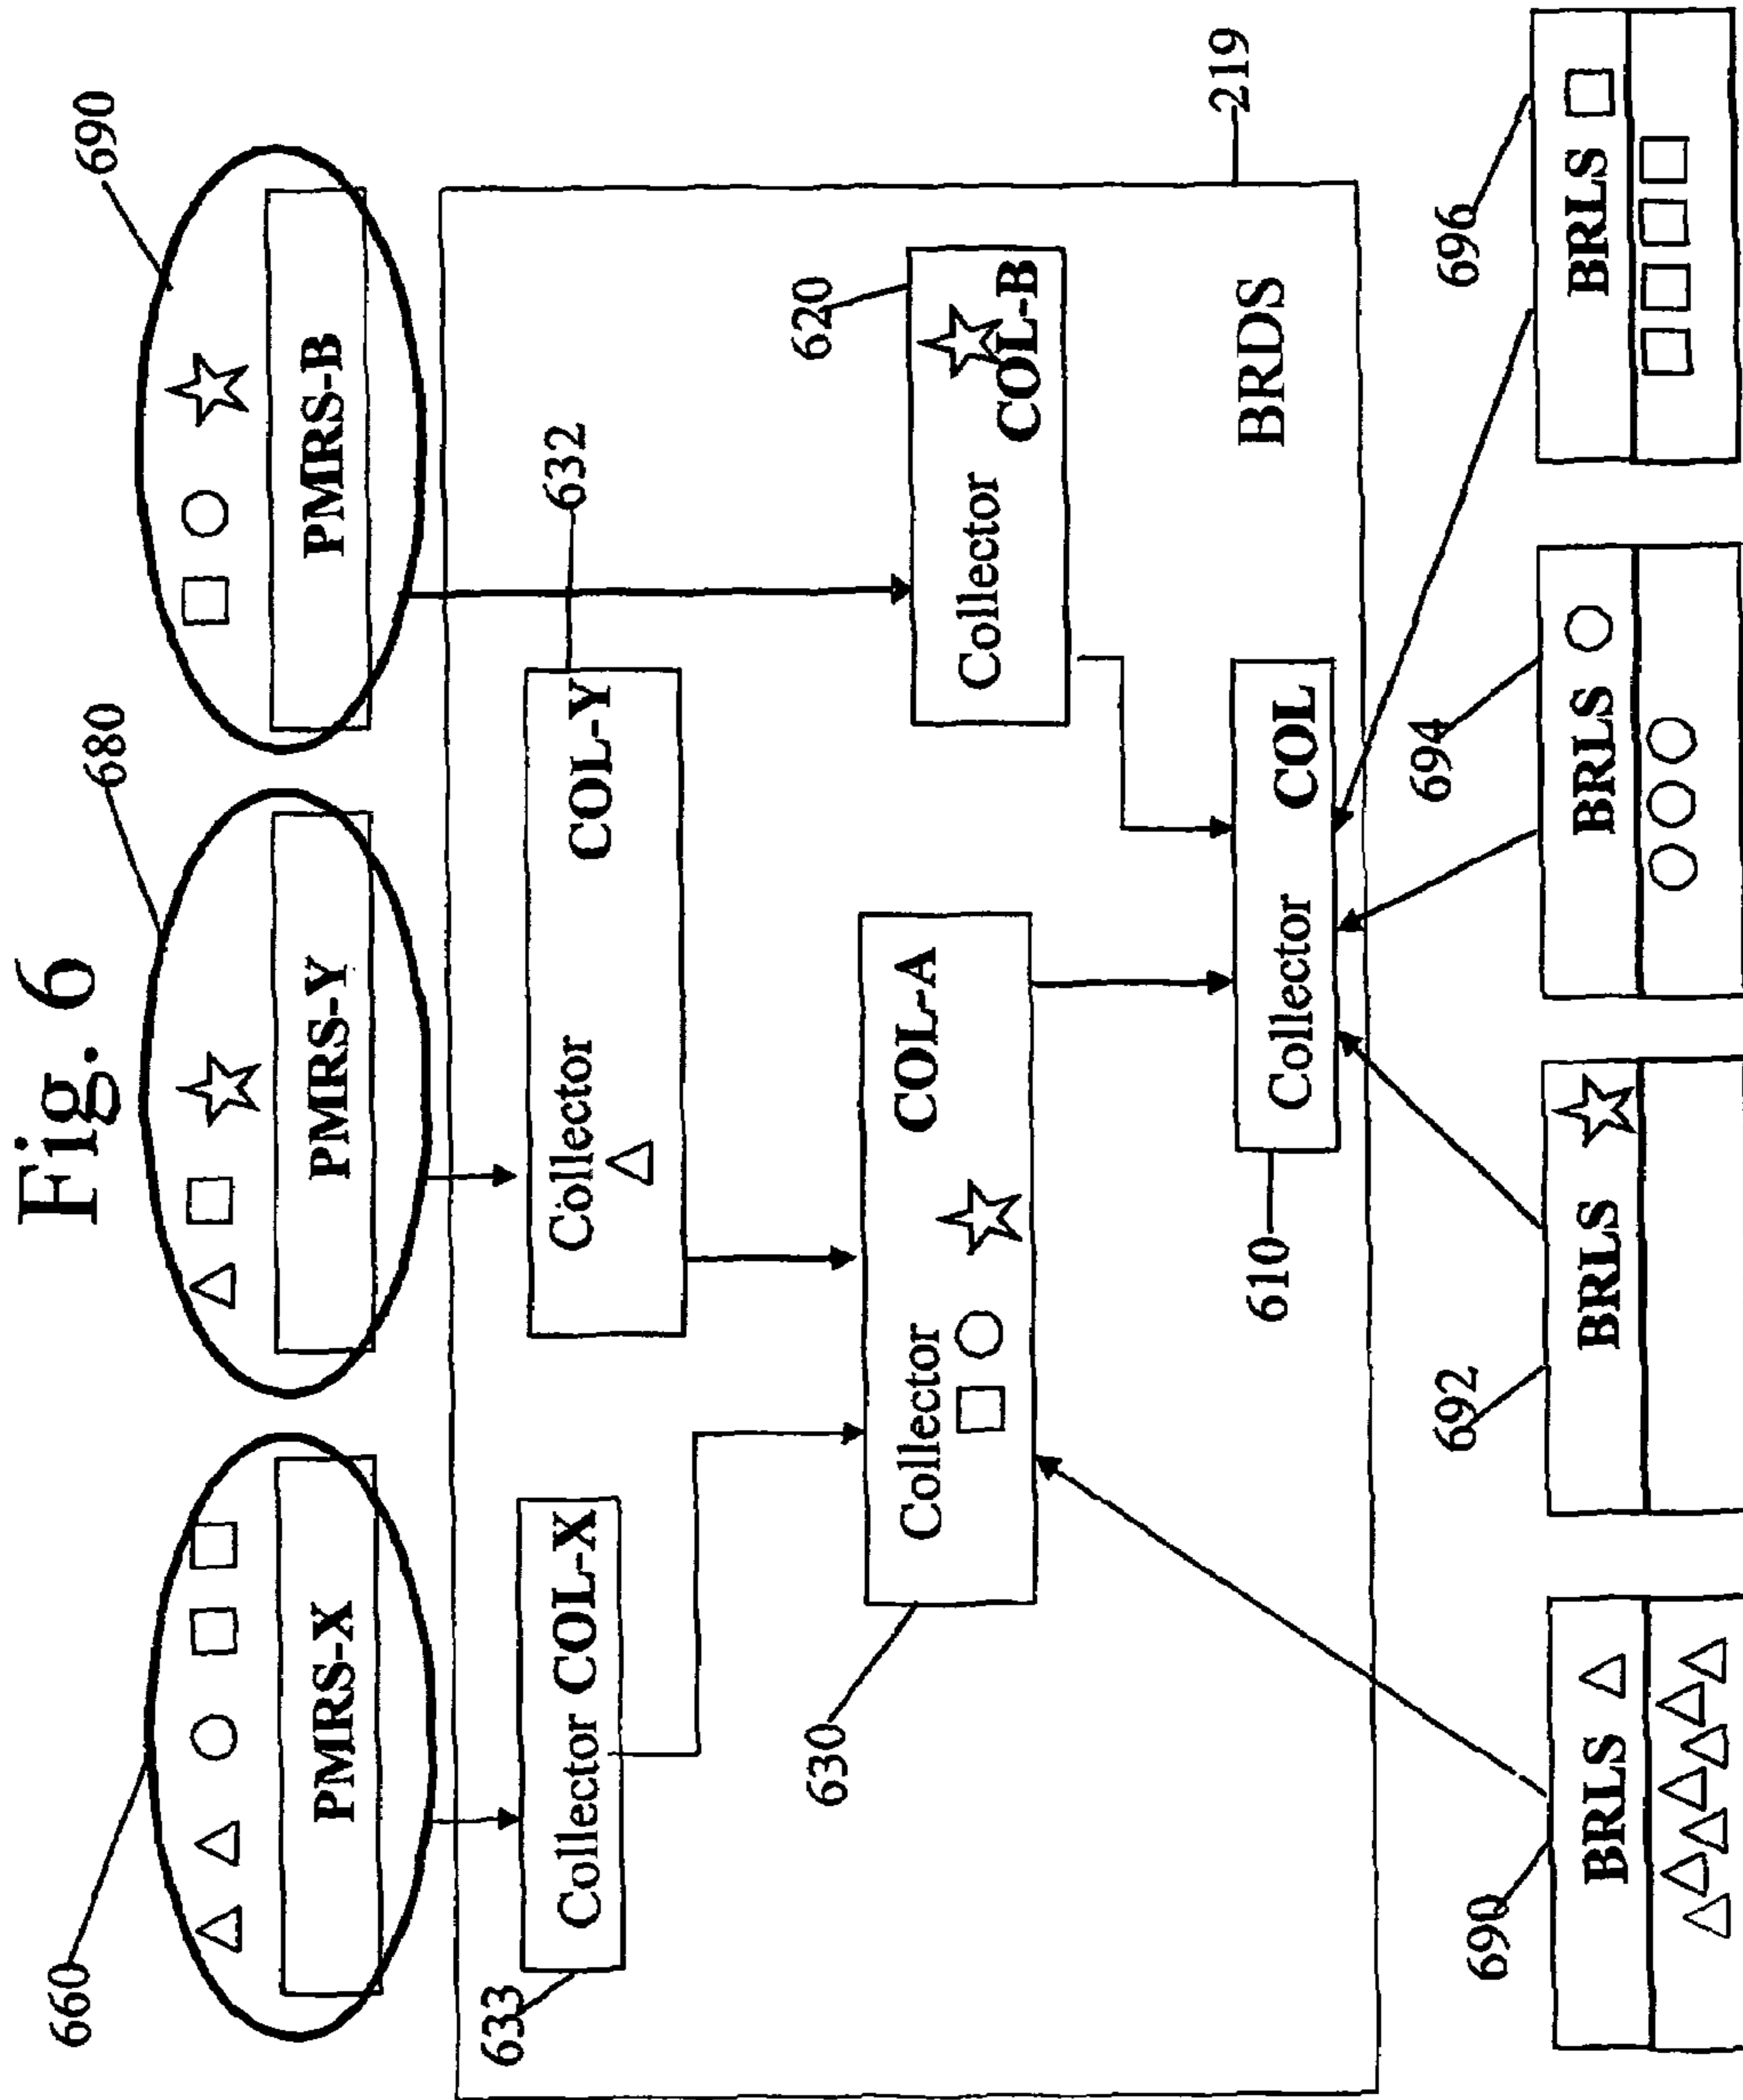 Fig. 6
660
680
690
PMRS-X
PMRS-Y
PMRS-B
633
Collector COL-X
Collector
COL-Y
632
630
Collector
COL-A
620
Collector
COL-B
610
Collector
COL
BRDS
219
690
692
694
696
BRLS
BRLS
BRLS
BRLS